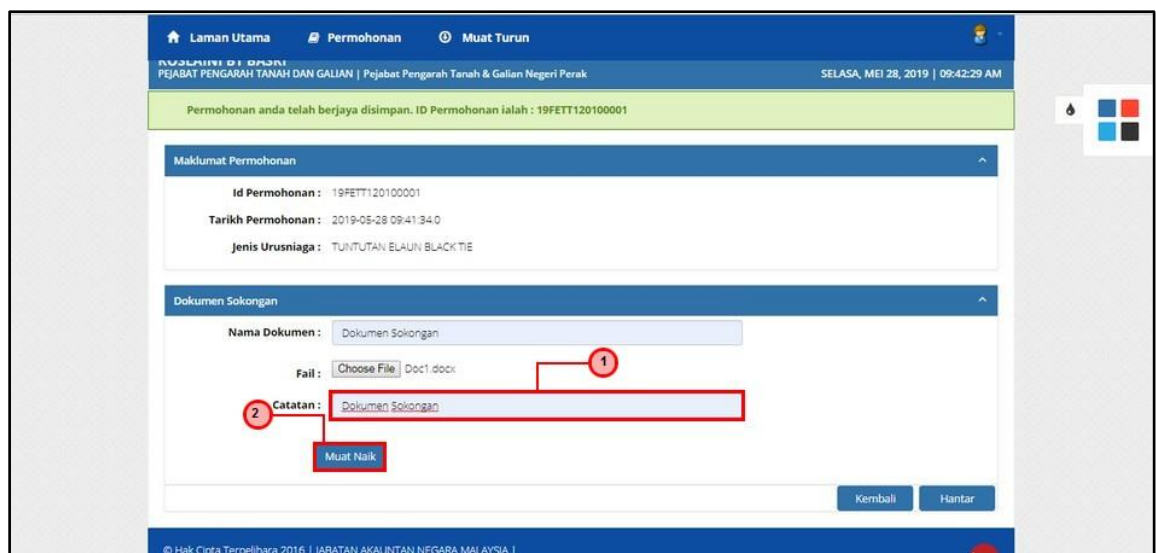 Laman Utama Permohonan Muat Turun
ROSLAINI BT BASRI
PEJABAT PENGARAH TANAH DAN GALIAN | Pejabat Pengarah Tanah & Galian Negeri Perak SELASA, MEI 28, 2019 | 09:42:29 AM
Permohonan anda telah berjaya disimpan. ID Permohonan ialah : 19FETT120100001
Maklumat Permohonan
Id Permohonan : 19FETT120100001
Tarikh Permohonan : 2019-05-28 09:41:34.0
Jenis Urusniaga : TUNTUTAN ELAUN BLACK TIE
Dokumen Sokongan
Nama Dokumen : Dokumen Sokongan
Fail : Choose File Doc1.docx
1
Catatan : Dokumen Sokongan
2
Muat Naik
Kembali Hantar
© Hak Cipta Terpelihara 2016 | JABATAN AKAUNTAN NEGARA MALAYSIA |